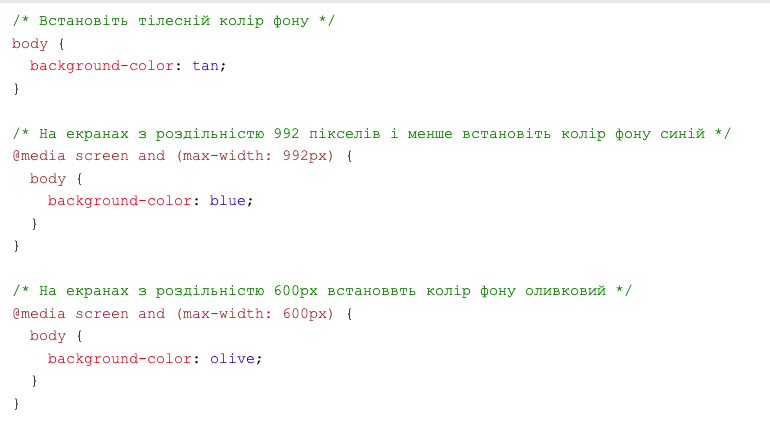 /* Встановіть тілесній колір фону */
body {
  background-color: tan;
}

/* На екранах з роздільністю 992 пікселів і менше встановіть колір фону синій */
@media screen and (max-width: 992px) {
  body {
    background-color: blue;
  }
}

/* На екранах з роздільністю 600px встановвть колір фону оливковий */
@media screen and (max-width: 600px) {
  body {
    background-color: olive;
  }
}